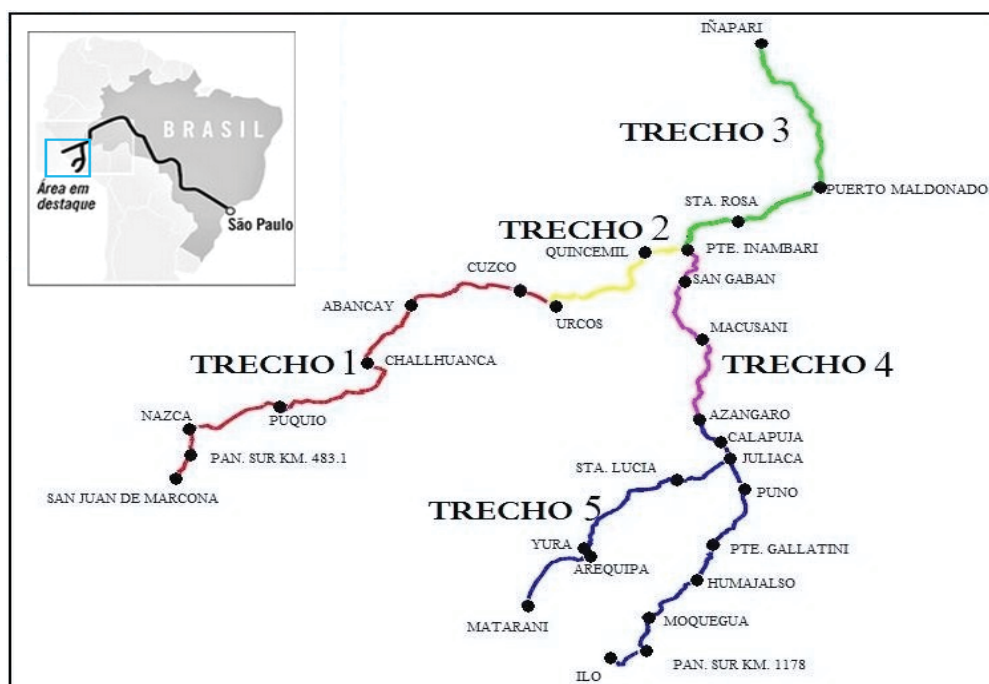 IÑAPARI
BRASIL
Área em
destaque
São Paulo
TRECHO 3
PUERTO MALDONADO
STA. ROSA
TRECHO 2
QUINCEMIL
PTE. INAMBARI
CUZCO
SAN GABAN
ABANCAY
URCOS
MACUSANI
TRECHO 1
CHALLHUANCA
TRECHO 4
NAZCA
PUQUIO
AZANGARO
CALAPUJA
PAN. SUR KM. 483.1
JULIACA
STA. LUCIA
SAN JUAN DE MARCONA
PUNO
TRECHO 5
YURA
PTE. GALLATINI
AREQUIPA
HUMAJALSO
MATARANI
MOQUEGUA
PAN. SUR KM. 1178
ILO